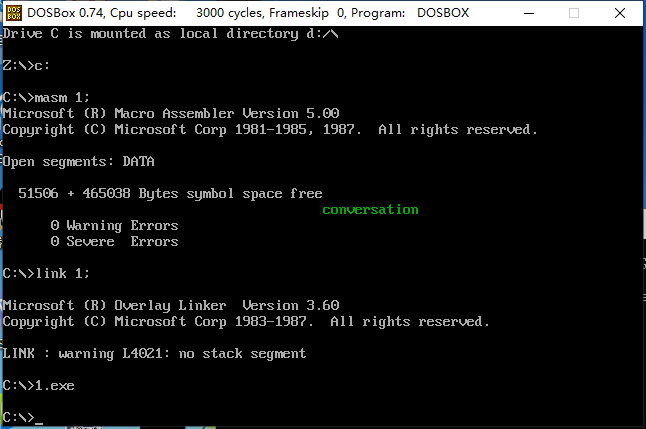 DOSBox 0.74, Cpu speed: 3000 cycles, Frameskip 0, Program: DOSBOX
Drive C is mounted as local directory d:/\
Z:\>c:
C:\>masm 1;
Microsoft (R) Macro Assembler Version 5.00
Copyright (C) Microsoft Corp 1981-1985, 1987.  All rights reserved.
Open segments: DATA
51506 + 465038 Bytes symbol space free
conversation
0 Warning Errors
0 Severe  Errors
C:\>link 1;
Microsoft (R) Overlay Linker  Version 3.60
Copyright (C) Microsoft Corp 1983-1987.  All rights reserved.
LINK : warning L4021: no stack segment
C:\>1.exe
C:\>_